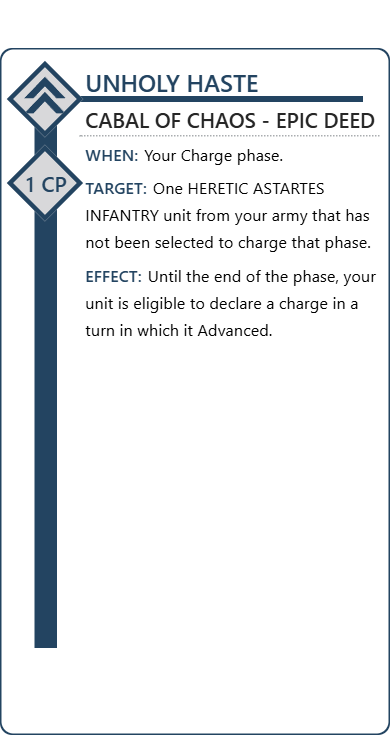 UNHOLY HASTE
CABAL OF CHAOS - EPIC DEED
1 CP
WHEN: Your Charge phase.
TARGET: One HERETIC ASTARTES
INFANTRY unit from your army that has
not been selected to charge that phase.
EFFECT: Until the end of the phase, your
unit is eligible to declare a charge in a
turn in which it Advanced.